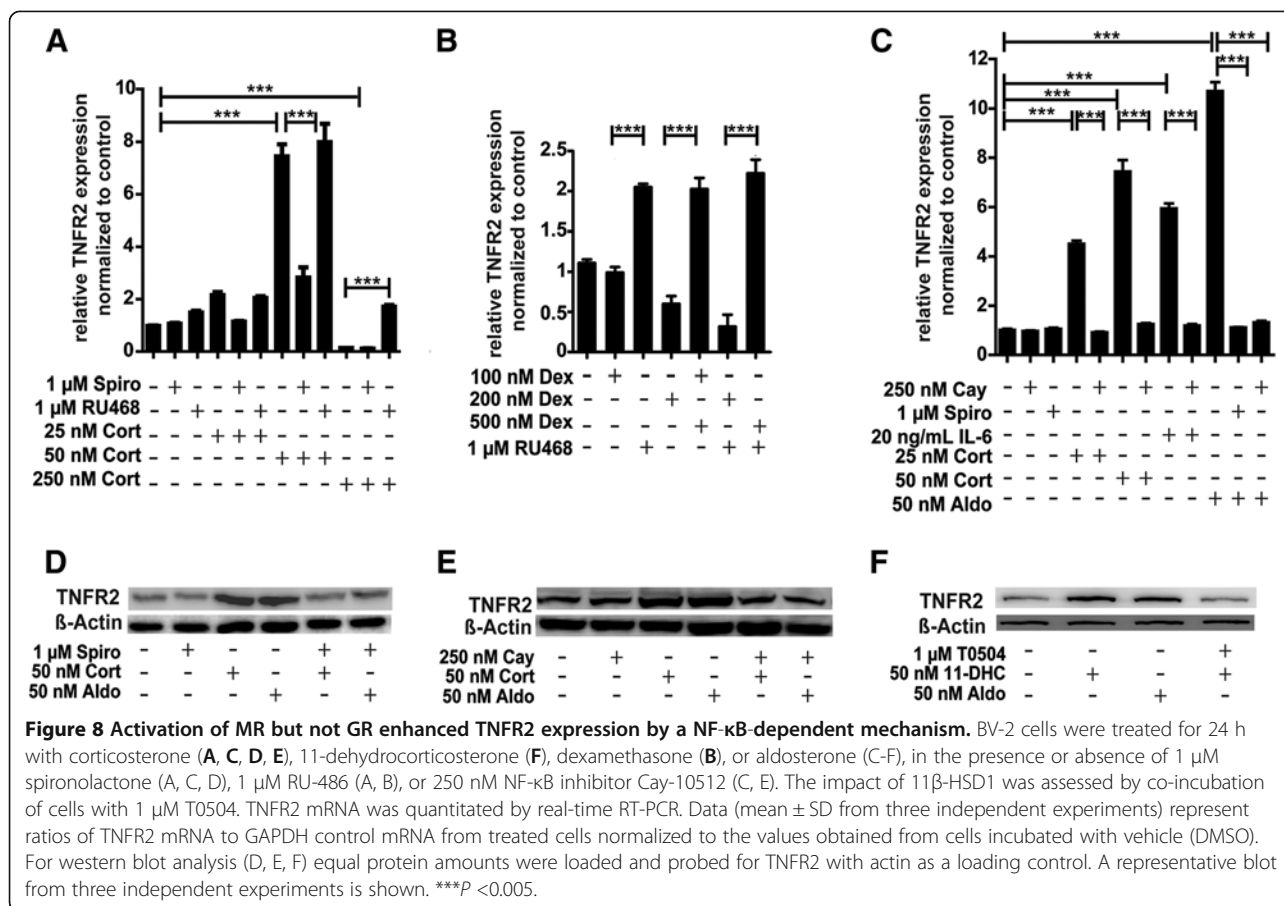 A
B
C
***
***
***
***
***
relative TNFR2 expression
normalized to control
10
8
6
4
2
0
1 µM Spiro - + - - + - - + - - + -
1 µM RU468 - - + - - + - - + - - +
25 nM Cort - - - + + + - - - - - -
50 nM Cort - - - - - - + + + - - -
250 nM Cort - - - - - - - - - + + +
***
***
***
relative TNFR2 expression
normalized to control
2.5
2
1.5
1
0.5
0
100 nM Dex - + - - + - -
200 nM Dex - - - + - + -
500 nM Dex - - - - + - +
1 µM RU468 - - + - - + +
***
***
***
***
***
***
***
***
***
relative TNFR2 expression
normalized to control
12
10
8
6
4
2
0
250 nM Cay - + - - + - + - + - - +
1 µM Spiro - - + - - - - - - - + -
20 ng/mL IL-6 - - - - - - - + + - - -
25 nM Cort - - - + + - - - - - - -
50 nM Cort - - - - - + + - - - - -
50 nM Aldo - - - - - - - - - + + +
D
TNFR2
ß-Actin
1 µM Spiro - + - - + +
50 nM Cort - - + - + -
50 nM Aldo - - - + - +
E
TNFR2
ß-Actin
250 nM Cay - + - - + +
50 nM Cort - - + - + -
50 nM Aldo - - - + - +
F
TNFR2
ß-Actin
1 µM T0504 - - - +
50 nM 11-DHC - + - +
50 nM Aldo - - + -
Figure 8 Activation of MR but not GR enhanced TNFR2 expression by a NF-κB-dependent mechanism. BV-2 cells were treated for 24 h
with corticosterone (A, C, D, E), 11-dehydrocorticosterone (F), dexamethasone (B), or aldosterone (C-F), in the presence or absence of 1 μM
spironolactone (A, C, D), 1 μM RU-486 (A, B), or 250 nM NF-κB inhibitor Cay-10512 (C, E). The impact of 11β-HSD1 was assessed by co-incubation
of cells with 1 μM T0504. TNFR2 mRNA was quantitated by real-time RT-PCR. Data (mean ± SD from three independent experiments) represent
ratios of TNFR2 mRNA to GAPDH control mRNA from treated cells normalized to the values obtained from cells incubated with vehicle (DMSO).
For western blot analysis (D, E, F) equal protein amounts were loaded and probed for TNFR2 with actin as a loading control. A representative blot
from three independent experiments is shown. ***P <0.005.